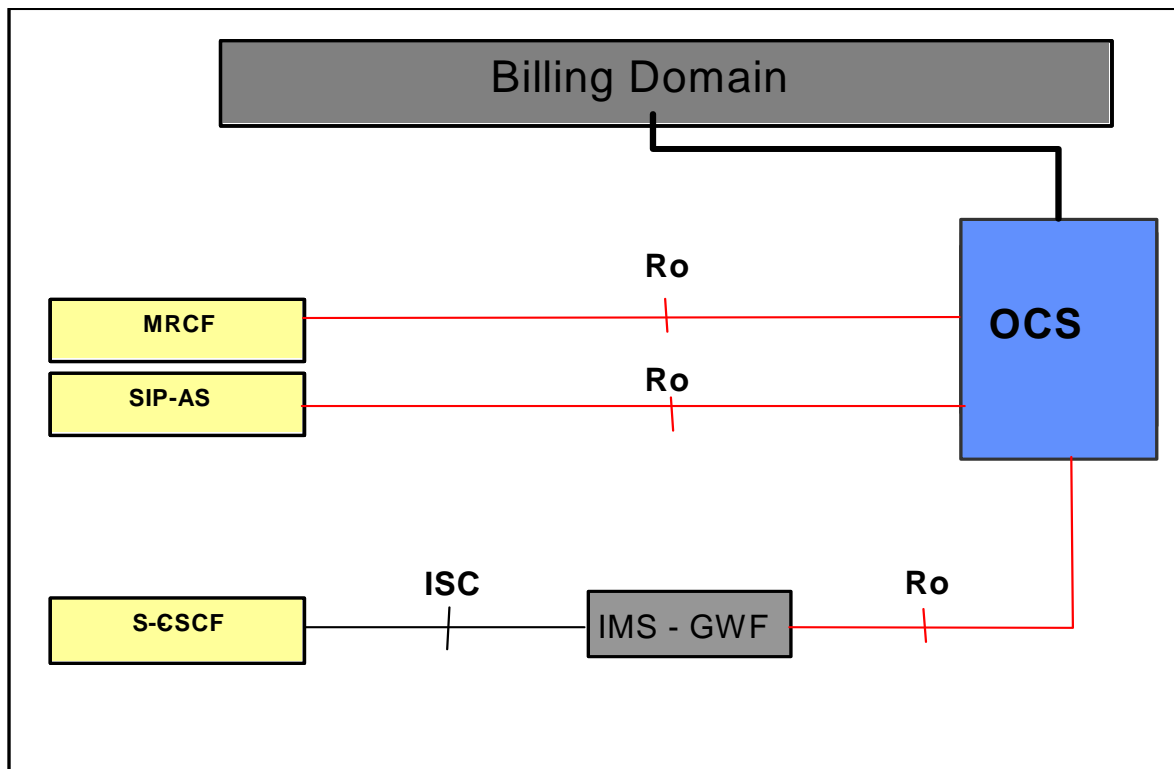 Billing Domain
Ro
MRCF
OCS
Ro
SIP-AS
ISC
Ro
S-CSCF
IMS - GWF